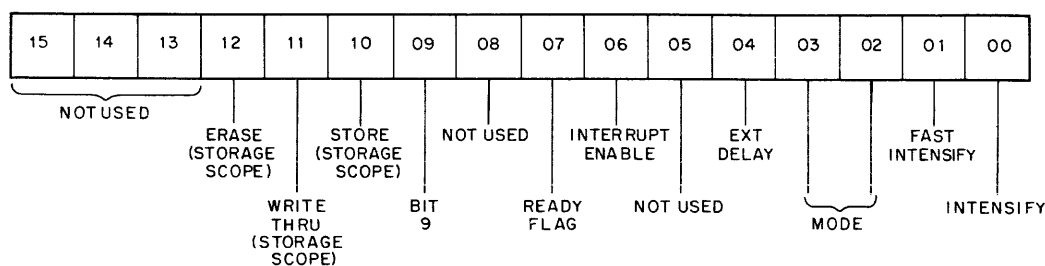 15 14 13 12 11 10 09 08 07 06 05 04 03 02 01 00
NOT USED
ERASE
(STORAGE
SCOPE)
WRITE
THRU
(STORAGE
SCOPE)
STORE
(STORAGE
SCOPE)
BIT
9
NOT USED
READY
FLAG
INTERRUPT
ENABLE
NOT USED
EXT
DELAY
MODE
FAST
INTENSIFY
INTENSIFY